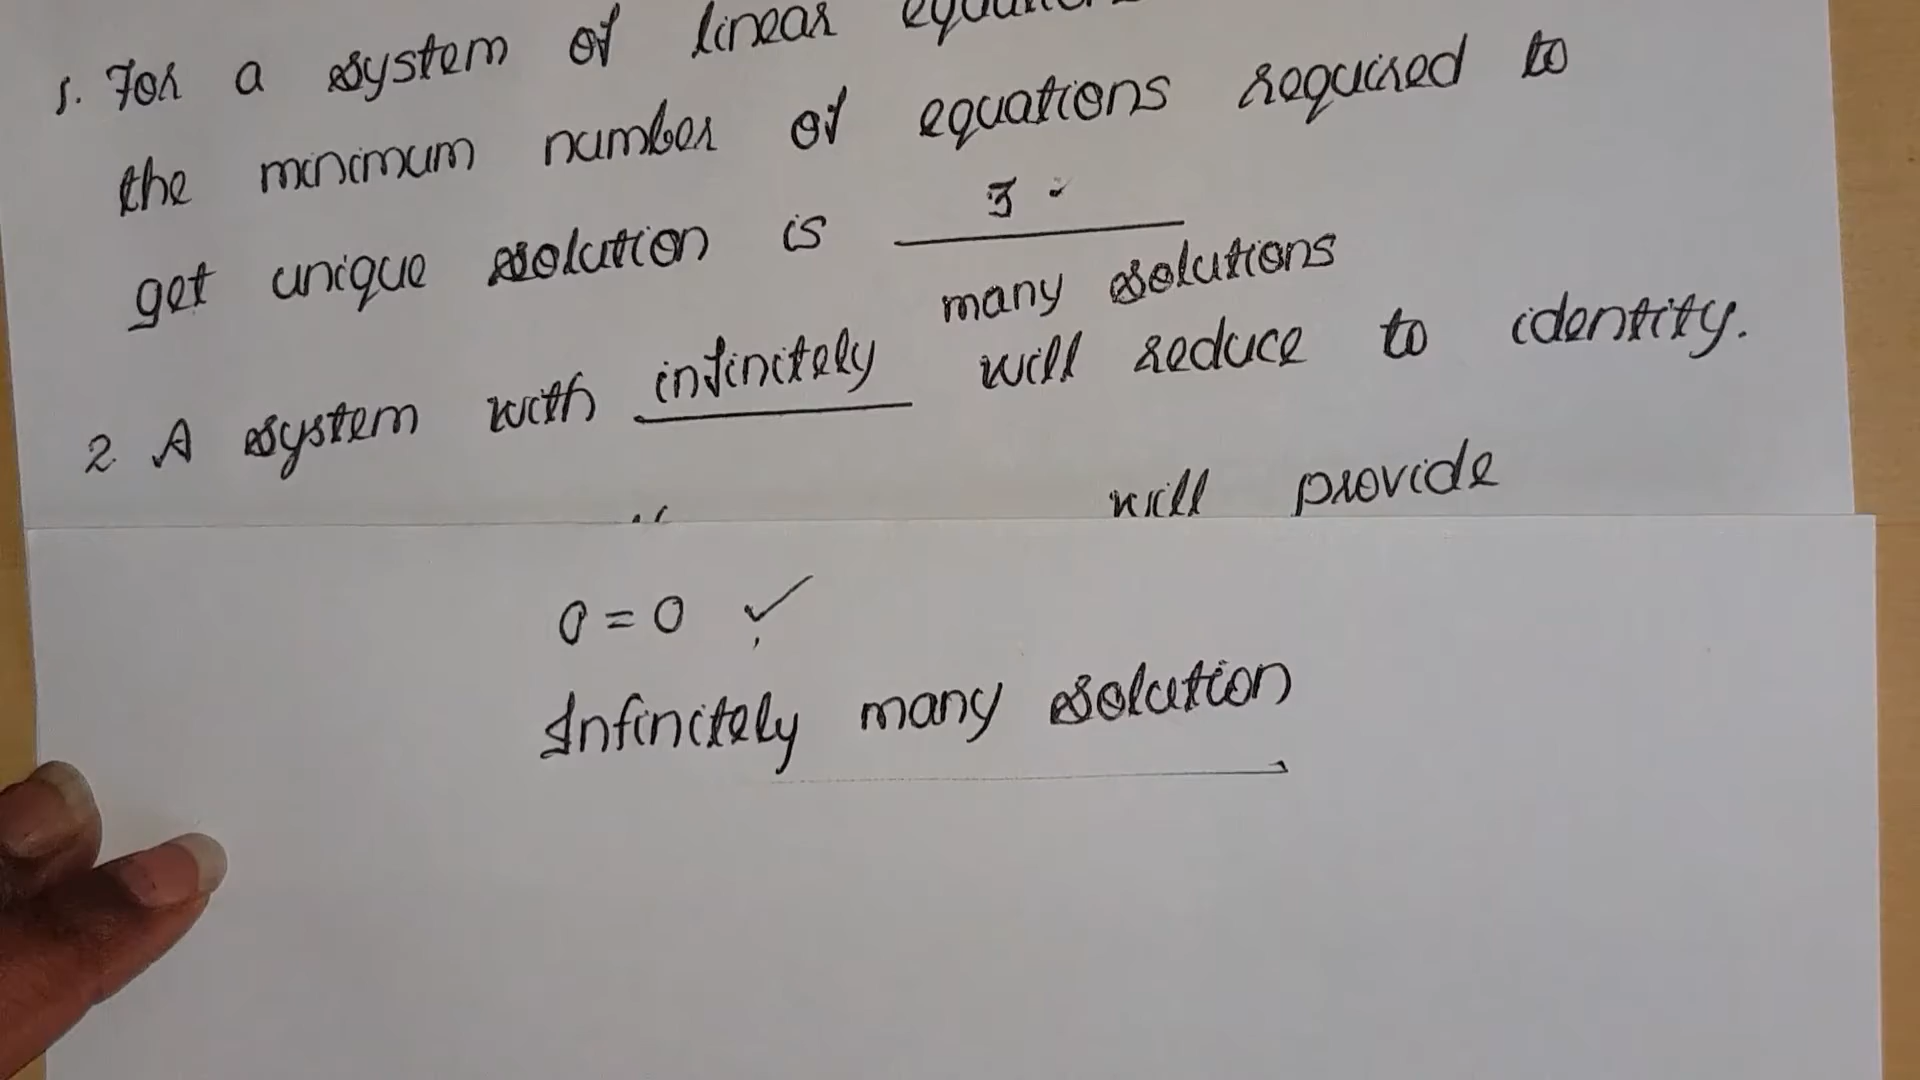 1. For a system of linear equations
the minimum number of equations required to
get unique solution is 3
many solutions
2. A system with infinitely will reduce to identity.
will provide
0 = 0 ✓
Infinitely many solution